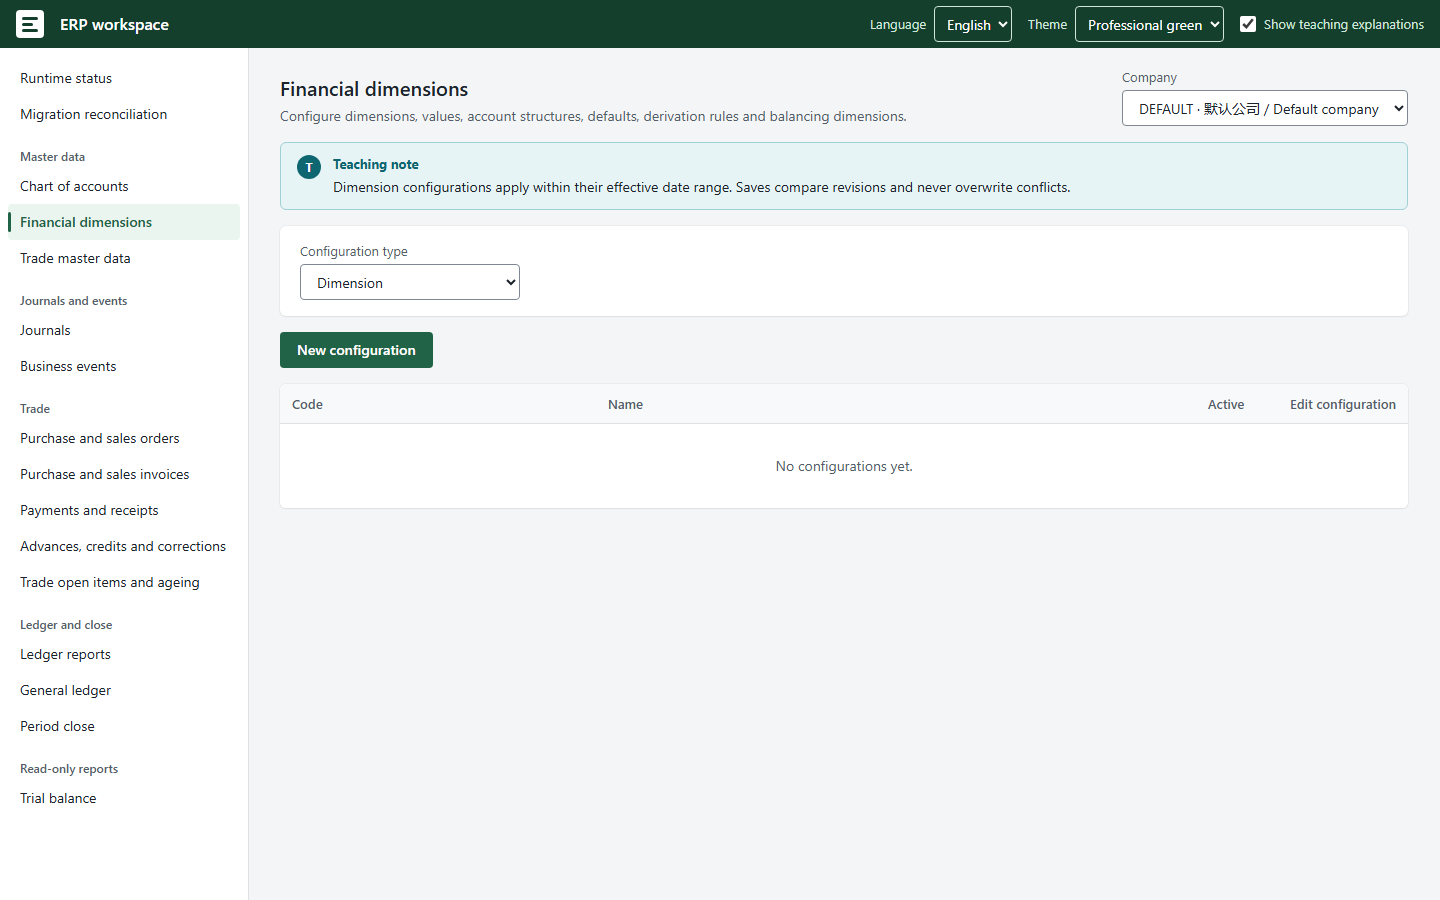 ERP workspace
Language English Theme Professional green Show teaching explanations
Runtime status
Migration reconciliation
Master data
Chart of accounts
Financial dimensions
Trade master data
Journals and events
Journals
Business events
Trade
Purchase and sales orders
Purchase and sales invoices
Payments and receipts
Advances, credits and corrections
Trade open items and ageing
Ledger and close
Ledger reports
General ledger
Period close
Read-only reports
Trial balance
Financial dimensions
Configure dimensions, values, account structures, defaults, derivation rules and balancing dimensions.
Company
DEFAULT · 默认公司 / Default company
T
Teaching note
Dimension configurations apply within their effective date range. Saves compare revisions and never overwrite conflicts.
Configuration type
Dimension
New configuration
Code Name Active Edit configuration
No configurations yet.